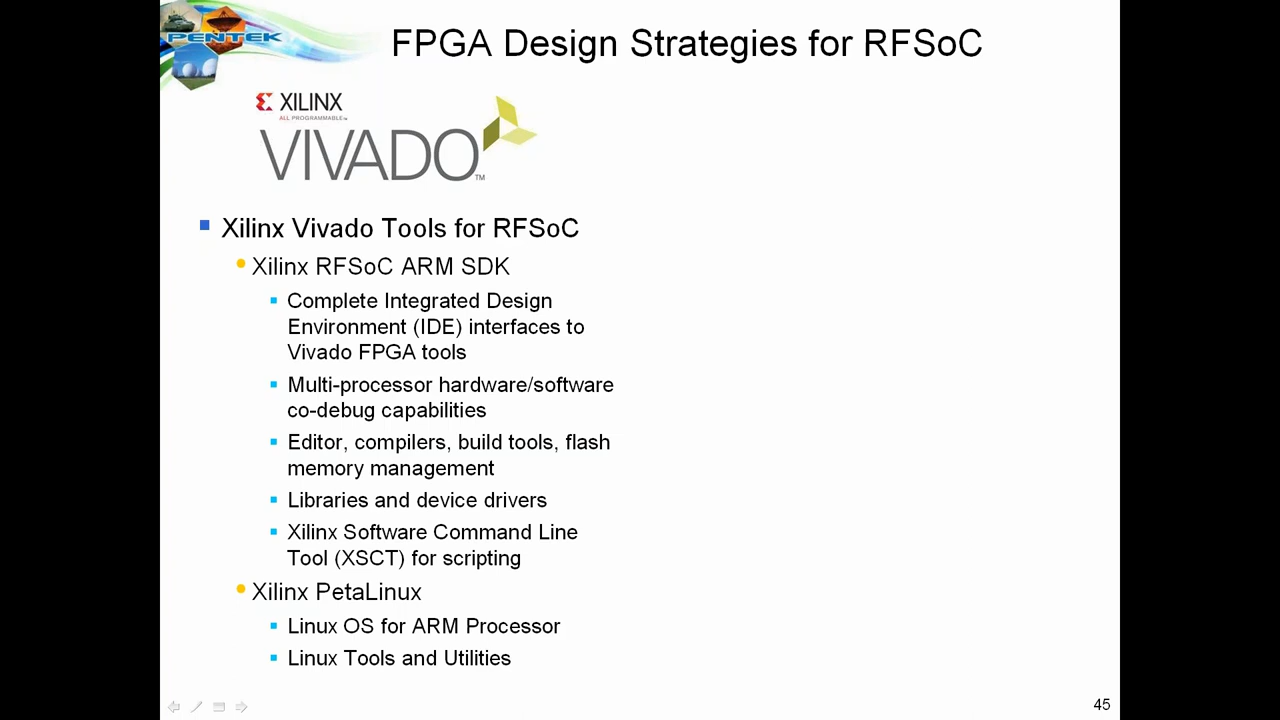 PENTEK
FPGA Design Strategies for RFSoC
XILINX
ALL PROGRAMMABLE™
VIVADO™
Xilinx Vivado Tools for RFSoC
Xilinx RFSoC ARM SDK
Complete Integrated Design
Environment (IDE) interfaces to
Vivado FPGA tools
Multi-processor hardware/software
co-debug capabilities
Editor, compilers, build tools, flash
memory management
Libraries and device drivers
Xilinx Software Command Line
Tool (XSCT) for scripting
Xilinx PetaLinux
Linux OS for ARM Processor
Linux Tools and Utilities
45